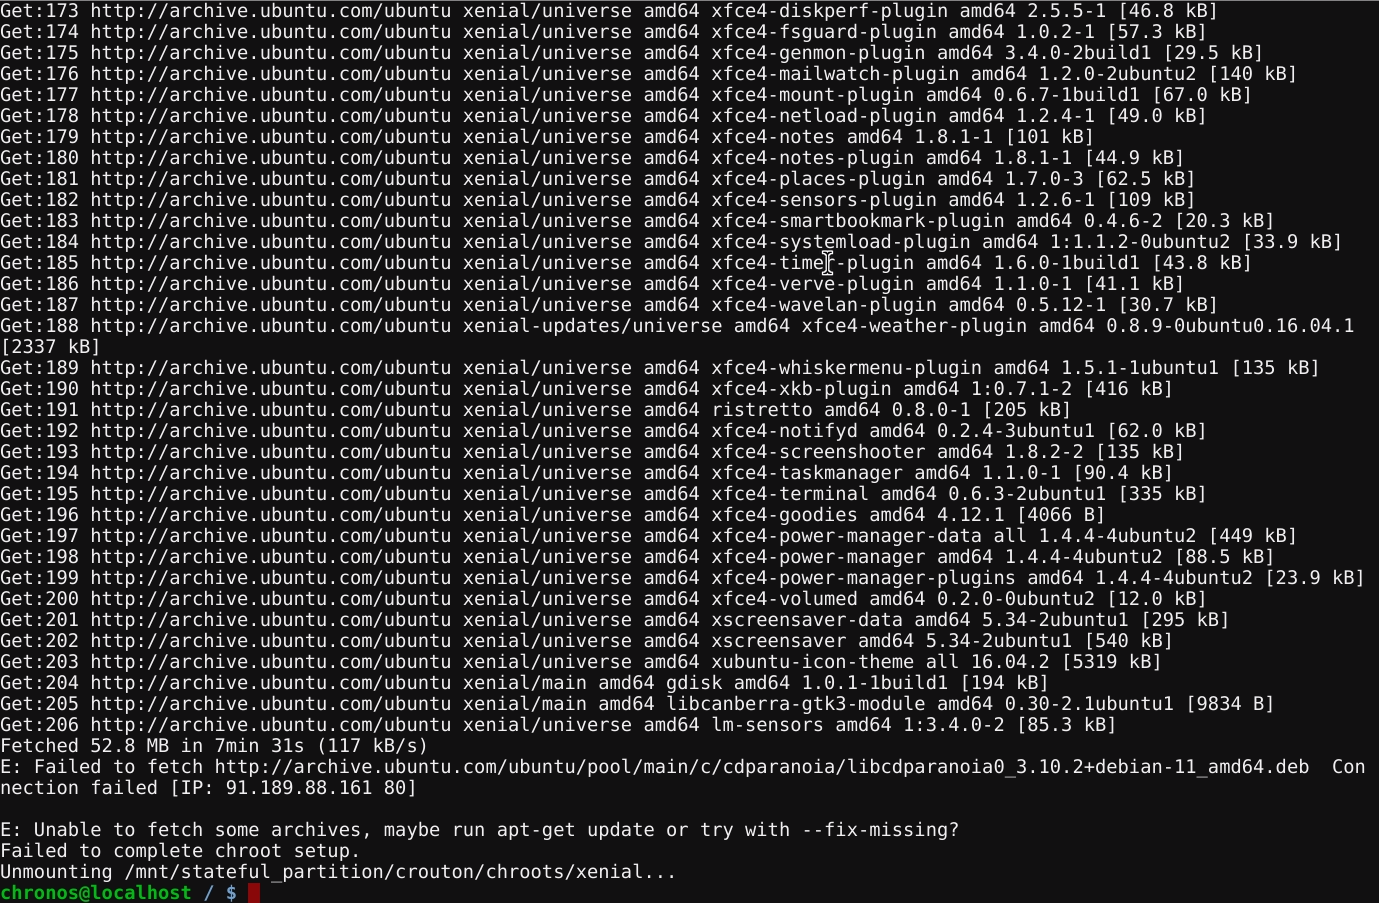 Get:173 http://archive.ubuntu.com/ubuntu xenial/universe amd64 xfce4-diskperf-plugin amd64 2.5.5-1 [46.8 kB]
Get:174 http://archive.ubuntu.com/ubuntu xenial/universe amd64 xfce4-fsguard-plugin amd64 1.0.2-1 [57.3 kB]
Get:175 http://archive.ubuntu.com/ubuntu xenial/universe amd64 xfce4-genmon-plugin amd64 3.4.0-2build1 [29.5 kB]
Get:176 http://archive.ubuntu.com/ubuntu xenial/universe amd64 xfce4-mailwatch-plugin amd64 1.2.0-2ubuntu2 [140 kB]
Get:177 http://archive.ubuntu.com/ubuntu xenial/universe amd64 xfce4-mount-plugin amd64 0.6.7-1build1 [67.0 kB]
Get:178 http://archive.ubuntu.com/ubuntu xenial/universe amd64 xfce4-netload-plugin amd64 1.2.4-1 [49.0 kB]
Get:179 http://archive.ubuntu.com/ubuntu xenial/universe amd64 xfce4-notes amd64 1.8.1-1 [101 kB]
Get:180 http://archive.ubuntu.com/ubuntu xenial/universe amd64 xfce4-notes-plugin amd64 1.8.1-1 [44.9 kB]
Get:181 http://archive.ubuntu.com/ubuntu xenial/universe amd64 xfce4-places-plugin amd64 1.7.0-3 [62.5 kB]
Get:182 http://archive.ubuntu.com/ubuntu xenial/universe amd64 xfce4-sensors-plugin amd64 1.2.6-1 [109 kB]
Get:183 http://archive.ubuntu.com/ubuntu xenial/universe amd64 xfce4-smartbookmark-plugin amd64 0.4.6-2 [20.3 kB]
Get:184 http://archive.ubuntu.com/ubuntu xenial/universe amd64 xfce4-systemload-plugin amd64 1:1.1.2-0ubuntu2 [33.9 kB]
Get:185 http://archive.ubuntu.com/ubuntu xenial/universe amd64 xfce4-timer-plugin amd64 1.6.0-1build1 [43.8 kB]
Get:186 http://archive.ubuntu.com/ubuntu xenial/universe amd64 xfce4-verve-plugin amd64 1.1.0-1 [41.1 kB]
Get:187 http://archive.ubuntu.com/ubuntu xenial/universe amd64 xfce4-wavelan-plugin amd64 0.5.12-1 [30.7 kB]
Get:188 http://archive.ubuntu.com/ubuntu xenial-updates/universe amd64 xfce4-weather-plugin amd64 0.8.9-0ubuntu0.16.04.1
[2337 kB]
Get:189 http://archive.ubuntu.com/ubuntu xenial/universe amd64 xfce4-whiskermenu-plugin amd64 1.5.1-1ubuntu1 [135 kB]
Get:190 http://archive.ubuntu.com/ubuntu xenial/universe amd64 xfce4-xkb-plugin amd64 1:0.7.1-2 [416 kB]
Get:191 http://archive.ubuntu.com/ubuntu xenial/universe amd64 ristretto amd64 0.8.0-1 [205 kB]
Get:192 http://archive.ubuntu.com/ubuntu xenial/universe amd64 xfce4-notifyd amd64 0.2.4-3ubuntu1 [62.0 kB]
Get:193 http://archive.ubuntu.com/ubuntu xenial/universe amd64 xfce4-screenshooter amd64 1.8.2-2 [135 kB]
Get:194 http://archive.ubuntu.com/ubuntu xenial/universe amd64 xfce4-taskmanager amd64 1.1.0-1 [90.4 kB]
Get:195 http://archive.ubuntu.com/ubuntu xenial/universe amd64 xfce4-terminal amd64 0.6.3-2ubuntu1 [335 kB]
Get:196 http://archive.ubuntu.com/ubuntu xenial/universe amd64 xfce4-goodies amd64 4.12.1 [4066 B]
Get:197 http://archive.ubuntu.com/ubuntu xenial/universe amd64 xfce4-power-manager-data all 1.4.4-4ubuntu2 [449 kB]
Get:198 http://archive.ubuntu.com/ubuntu xenial/universe amd64 xfce4-power-manager amd64 1.4.4-4ubuntu2 [88.5 kB]
Get:199 http://archive.ubuntu.com/ubuntu xenial/universe amd64 xfce4-power-manager-plugins amd64 1.4.4-4ubuntu2 [23.9 kB]
Get:200 http://archive.ubuntu.com/ubuntu xenial/universe amd64 xfce4-volumed amd64 0.2.0-0ubuntu2 [12.0 kB]
Get:201 http://archive.ubuntu.com/ubuntu xenial/universe amd64 xscreensaver-data amd64 5.34-2ubuntu1 [295 kB]
Get:202 http://archive.ubuntu.com/ubuntu xenial/universe amd64 xscreensaver amd64 5.34-2ubuntu1 [540 kB]
Get:203 http://archive.ubuntu.com/ubuntu xenial/universe amd64 xubuntu-icon-theme all 16.04.2 [5319 kB]
Get:204 http://archive.ubuntu.com/ubuntu xenial/main amd64 gdisk amd64 1.0.1-1build1 [194 kB]
Get:205 http://archive.ubuntu.com/ubuntu xenial/main amd64 libcanberra-gtk3-module amd64 0.30-2.1ubuntu1 [9834 B]
Get:206 http://archive.ubuntu.com/ubuntu xenial/universe amd64 lm-sensors amd64 1:3.4.0-2 [85.3 kB]
Fetched 52.8 MB in 7min 31s (117 kB/s)
E: Failed to fetch http://archive.ubuntu.com/ubuntu/pool/main/c/cdparanoia/libcdparanoia0_3.10.2+debian-11_amd64.deb  Con
nection failed [IP: 91.189.88.161 80]
E: Unable to fetch some archives, maybe run apt-get update or try with --fix-missing?
Failed to complete chroot setup.
Unmounting /mnt/stateful_partition/crouton/chroots/xenial...
chronos@localhost / $